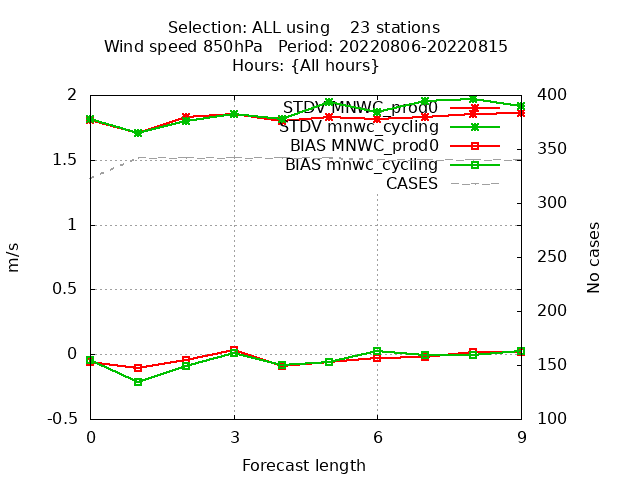 Selection: ALL using 23 stations
Wind speed 850hPa Period: 20220806-20220815
Hours: {All hours}
STDV MNWC_prod0
STDV mnwc_cycling
BIAS MNWC_prod0
BIAS mnwc_cycling
CASES
2
1.5
1
0.5
0
-0.5
400
350
300
250
200
150
100
m/s
No cases
0 3 6 9
Forecast length